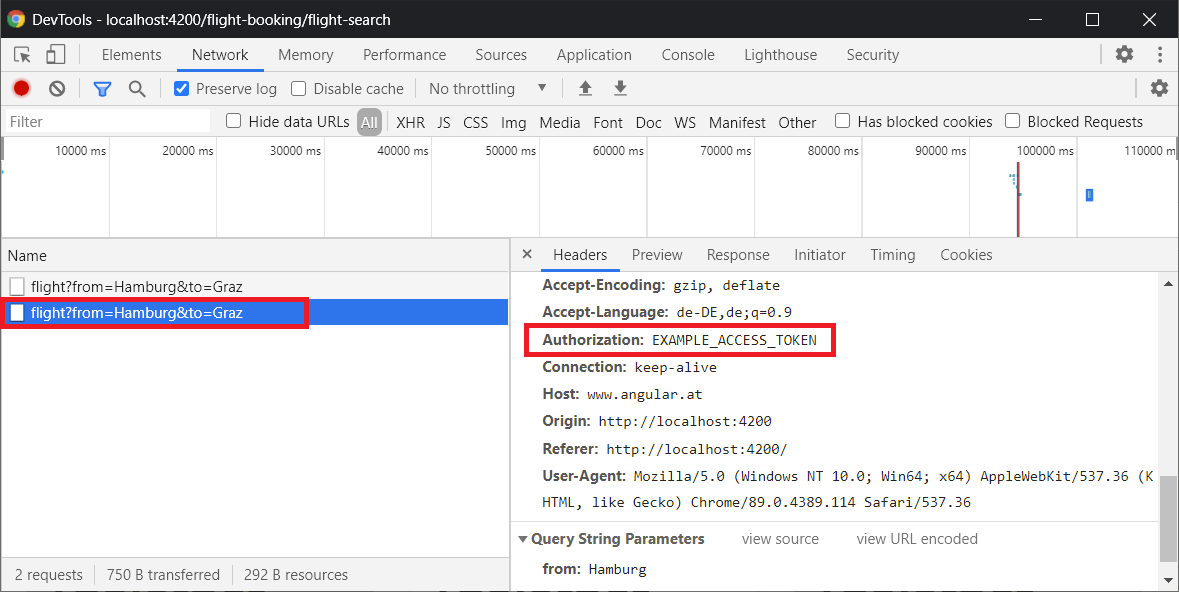 DevTools - localhost:4200/flight-booking/flight-search
Elements Network Memory Performance Sources Application Console Lighthouse Security
Preserve log Disable cache No throttling
Filter Hide data URLs All XHR JS CSS Img Media Font Doc WS Manifest Other Has blocked cookies Blocked Requests
10000 ms 20000 ms 30000 ms 40000 ms 50000 ms 60000 ms 70000 ms 80000 ms 90000 ms 100000 ms 110000 m
Name
flight?from=Hamburg&to=Graz
flight?from=Hamburg&to=Graz
2 requests 750 B transferred 292 B resources
Headers Preview Response Initiator Timing Cookies
Accept-Encoding: gzip, deflate
Accept-Language: de-DE,de;q=0.9
Authorization: EXAMPLE_ACCESS_TOKEN
Connection: keep-alive
Host: www.angular.at
Origin: http://localhost:4200
Referer: http://localhost:4200/
User-Agent: Mozilla/5.0 (Windows NT 10.0; Win64; x64) AppleWebKit/537.36 (K
HTML, like Gecko) Chrome/89.0.4389.114 Safari/537.36
Query String Parameters view source view URL encoded
from: Hamburg